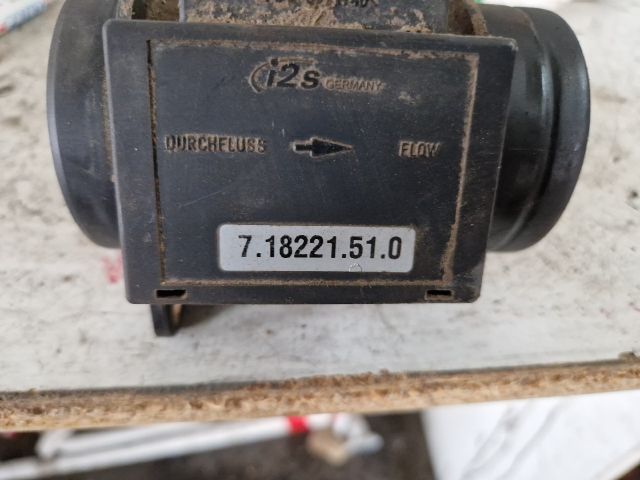 i2s GERMANY
DURCHFLUSS FLOW
7.18221.51.0